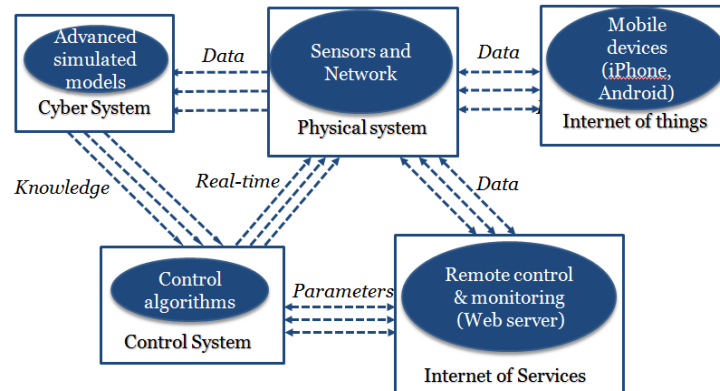 Advanced
simulated
models
Cyber System
Data
Sensors and
Network
Physical system
Data
Mobile
devices
(iPhone,
Android)
Internet of things
Knowledge
Real-time
Data
Control
algorithms
Control System
Parameters
Remote control
& monitoring
(Web server)
Internet of Services